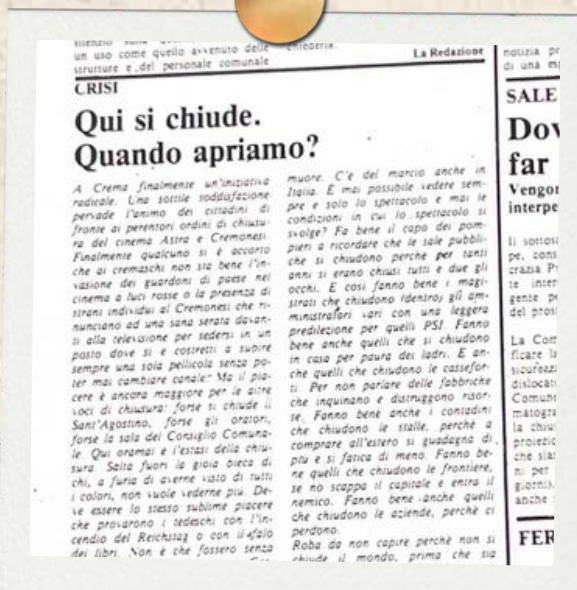 un uso come quello avvenuto delle
strutture e del personale comunale
chiederla.
La Redazione
CRISI
Qui si chiude.
Quando apriamo?
A Crema finalmente un'iniziativa
radicale. Una sottile soddisfazione
pervade l'animo dei cittadini di
fronte ai perentori ordini di chiusu-
ra del cinema Astra e Cremonesi.
Finalmente qualcuno si è accorto
che ai cremaschi non sta bene l'in-
vasione dei guardoni di paese nel
cinema a luci rosse o la presenza di
strani individui al Cremonesi che ri-
nunciano ad una sana serata davan-
ti alla televisione per sedersi in un
posto dove si è costretti a subire
sempre una sola pellicola senza po-
ter mai cambiare canale. Ma il pia-
cere è ancora maggiore per le altre
voci di chiusura: forse si chiude il
Sant'Agostino, forse gli oratori,
forse la sala del Consiglio Comuna-
le. Qui oramai è l'estasi della chiu-
sura. Salta fuori la gioia bieca di
chi, a furia di averne visto di tutti
i colori, non vuole vederne più. De-
ve essere lo stesso sublime piacere
che provarono i tedeschi con l'in-
cendio del Reichstag o con il falò
dei libri. Non è che fossero senza
muore. C'è del marcio anche in
Italia. È mai possibile vedere sem-
pre e solo lo spettacolo e mai le
condizioni in cui lo spettacolo si
svolge? Fa bene il capo dei pom-
pieri a ricordare che le sale pubbli-
che si chiudono perché per tanti
anni si erano chiusi tutti e due gli
occhi. E così fanno bene i magi-
strati che chiudono (dentro) gli am-
ministratori vari con una leggera
predilezione per quelli PSI. Fanno
bene anche quelli che si chiudono
in casa per paura dei ladri. E an-
che quelli che chiudono le cassefor-
ti. Per non parlare delle fabbriche
che inquinano e distruggono risor-
se. Fanno bene anche i contadini
che chiudono le stalle, perché a
comprare all'estero si guadagna di
più e si fatica di meno. Fanno be-
ne quelli che chiudono le frontiere,
se no scappa il capitale e entra il
nemico. Fanno bene anche quelli
che chiudono le aziende, perché ci
perdono.
Roba da non capire perché non si
chiude il mondo, prima che sia
notizia
di una
SALE
far
interpe
Il sottos
pe, cons
crazia
te inter
gente
del pros
La Com
ficare
sicurezz
dislocat
Comun
matogra
la chiu
proiezi
che sia
ni per
giorni
anche
FER